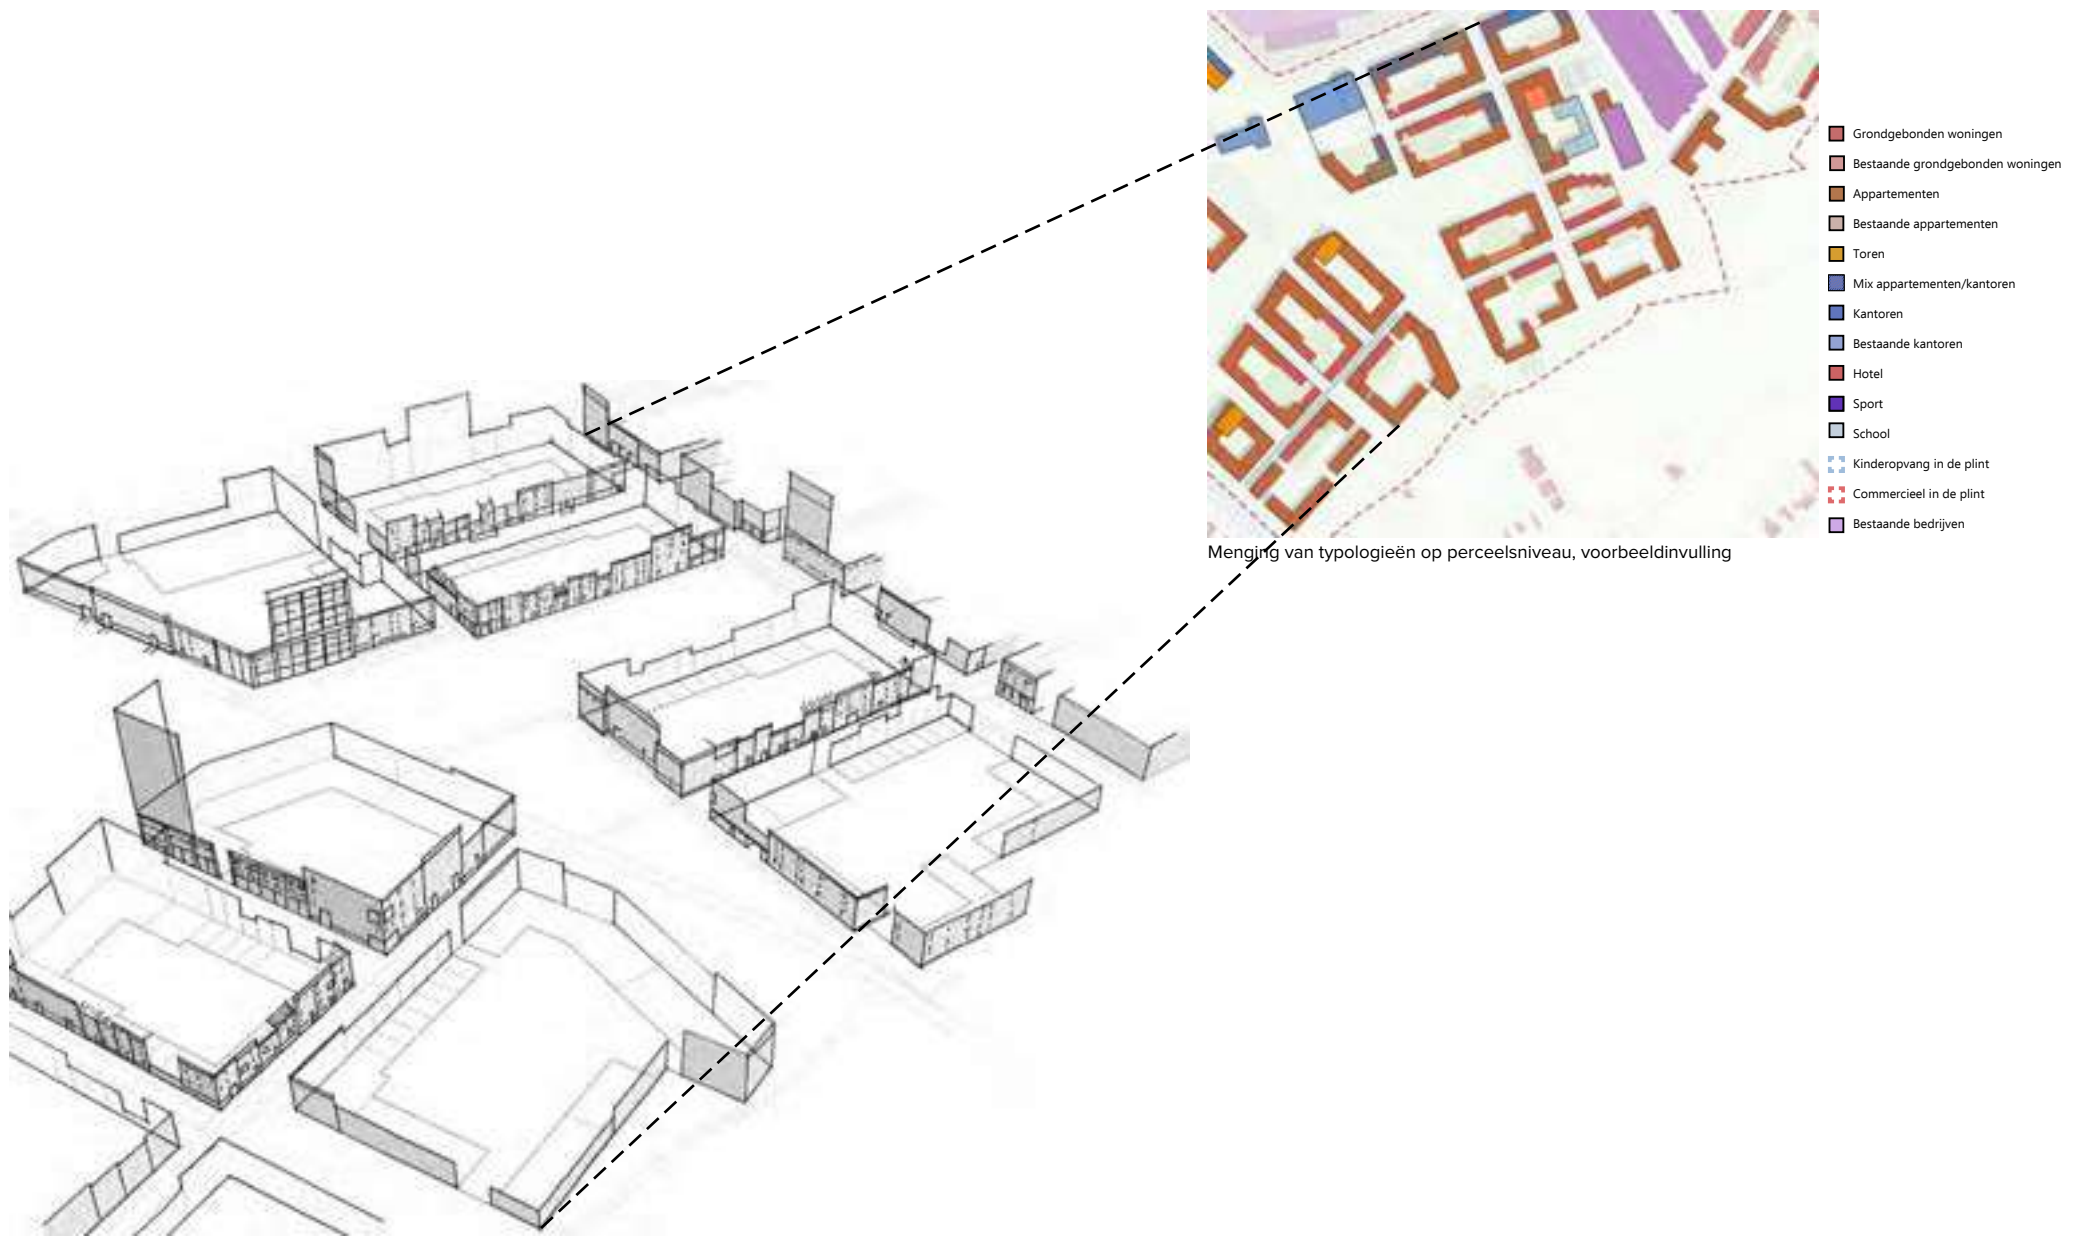 Grondgebonden woningen
Bestaande grondgebonden woningen
Appartementen
Bestaande appartementen
Toren
Mix appartementen/kantoren
Kantoren
Bestaande kantoren
Hotel
Sport
School
Kinderopvang in de plint
Commercieel in de plint
Bestaande bedrijven
Menging van typologieën op perceelsniveau, voorbeeldinvulling